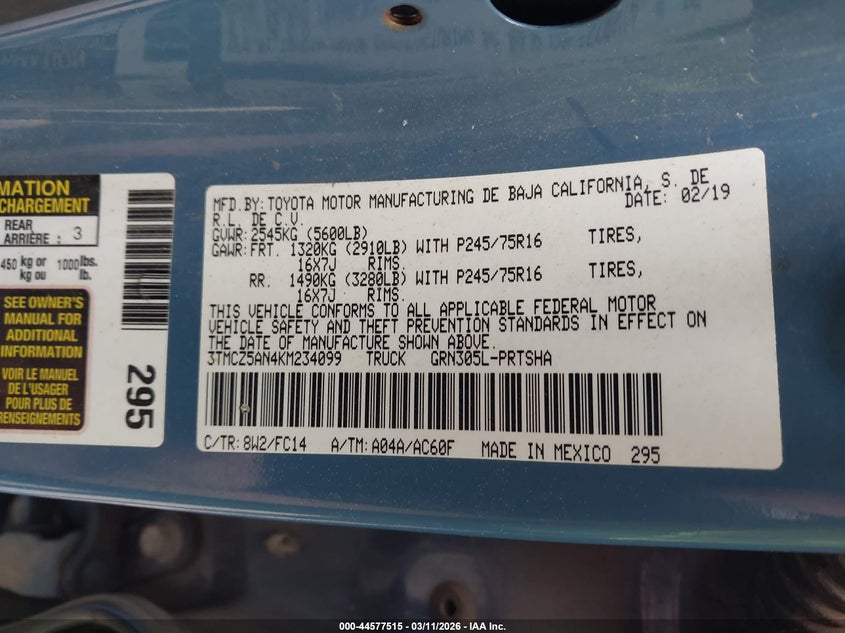 MATION
CHARGEMENT
REAR
ARRIÈRE : 3
450 kg or 1000 lbs.
kg ou lb.
SEE OWNER'S
MANUAL FOR
ADDITIONAL
INFORMATION
VOIR LE MANUEL
DE L'USAGER
POUR PLUS DE
RENSEIGNEMENTS
295
MFD.BY: TOYOTA MOTOR MANUFACTURING DE BAJA CALIFORNIA, S. DE
R.L. DE C.V. DATE: 02/19
GVWR: 2545KG (5600LB)
GAWR: FRT. 1320KG (2910LB) WITH P245/75R16 TIRES,
16X7J RIMS.
RR. 1490KG (3280LB) WITH P245/75R16 TIRES,
16X7J RIMS.
THIS VEHICLE CONFORMS TO ALL APPLICABLE FEDERAL MOTOR
VEHICLE SAFETY AND THEFT PREVENTION STANDARDS IN EFFECT ON
THE DATE OF MANUFACTURE SHOWN ABOVE.
3TMCZ5AN4KM234099 TRUCK GRN305L-PRTSHA
C/TR: 8W2/FC14 A/TM: A04A/AC60F MADE IN MEXICO 295
000-44577515 - 03/11/2026 - IAA Inc.